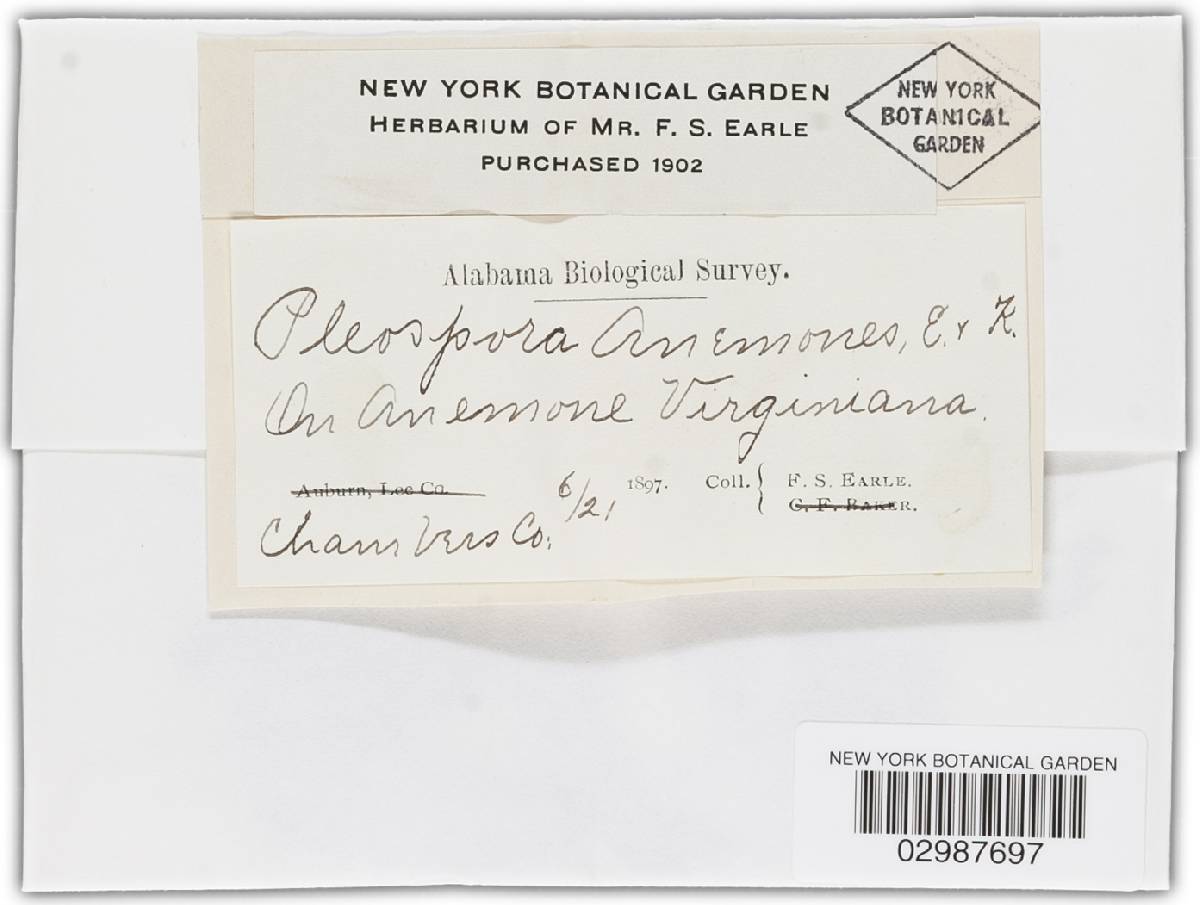 NEW YORK BOTANICAL GARDEN
HERBARIUM OF MR. F. S. EARLE
PURCHASED 1902
NEW YORK
BOTANICAL
GARDEN
Alabama Biological Survey.
Pleospora Anemones, E. & K.
On Anemone Virginiana.
Auburn, Lee Co. 6/21 1897. Coll. { F. S. EARLE.
C. F. BAKER.
Chambers Co.
NEW YORK BOTANICAL GARDEN
02987697